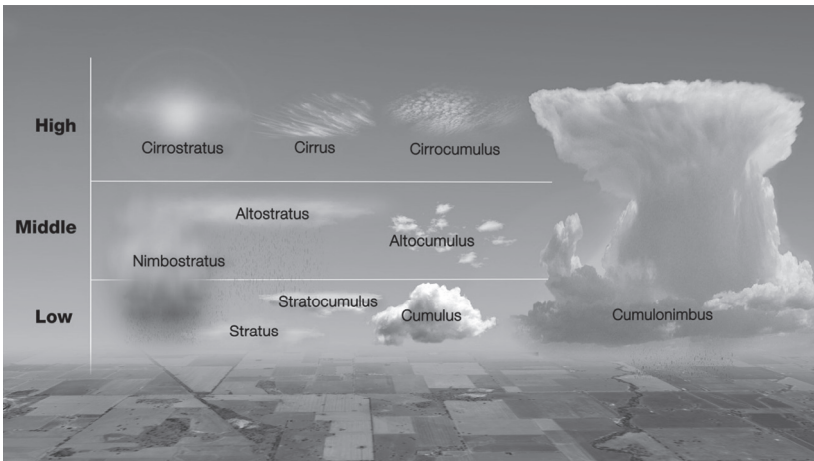 High
Cirrostratus
Cirrus
Cirrocumulus
Middle
Altostratus
Altocumulus
Nimbostratus
Low
Stratocumulus
Cumulus
Cumulonimbus
Stratus